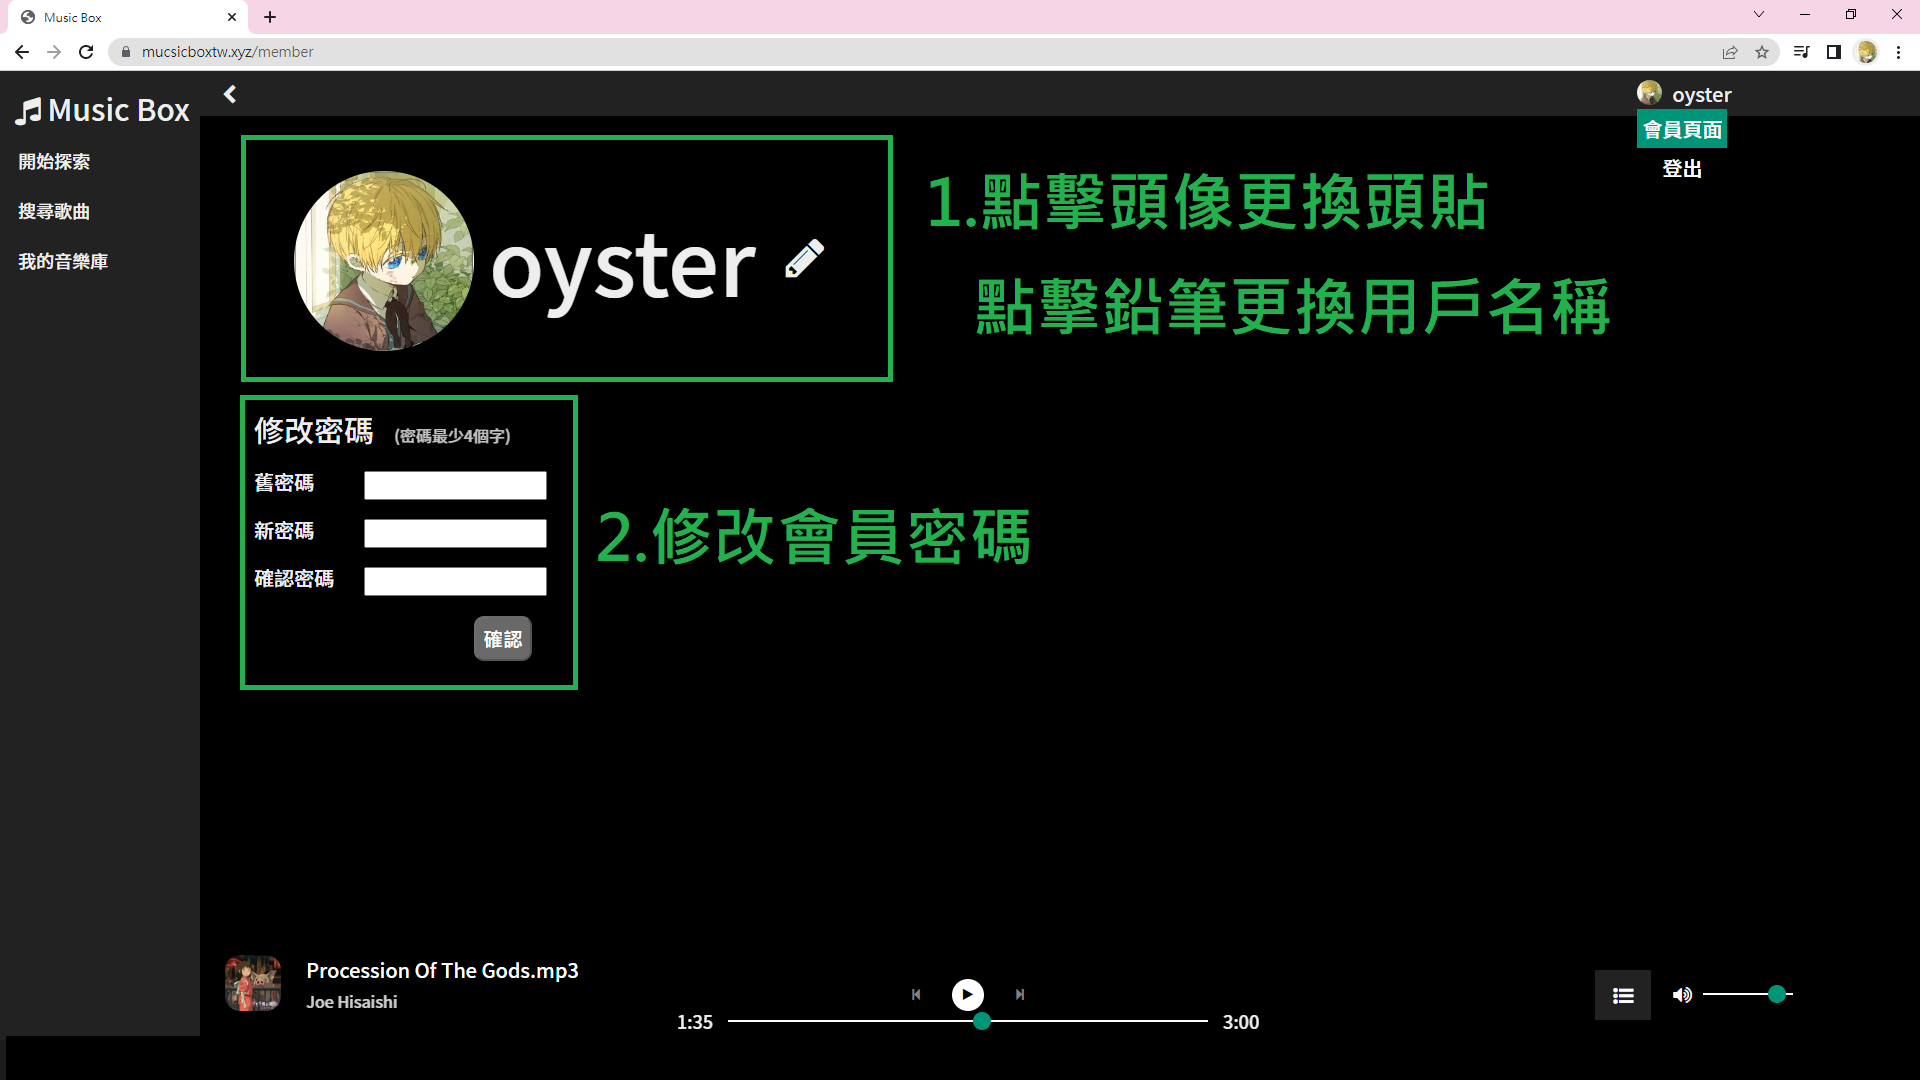 Music Box
mucsicboxtw.xyz/member
Music Box
oyster
會員頁面
登出
開始探索
搜尋歌曲
我的音樂庫
oyster
1.點擊頭像更換頭貼
點擊鉛筆更換用戶名稱
修改密碼 (密碼最少4個字)
舊密碼
新密碼
確認密碼
確認
2.修改會員密碼
Procession Of The Gods.mp3
Joe Hisaishi
1:35
3:00